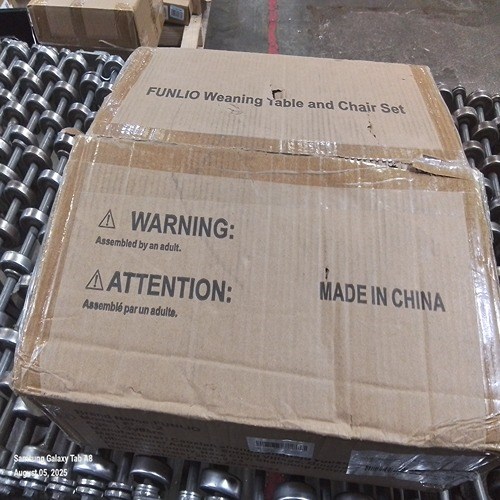 FUNLIO Weaning Table and Chair Set
WARNING:
Assembled by an adult.
ATTENTION:
Assemblé par un adulte.
MADE IN CHINA
Samsung Galaxy Tab A8
August 05, 2025